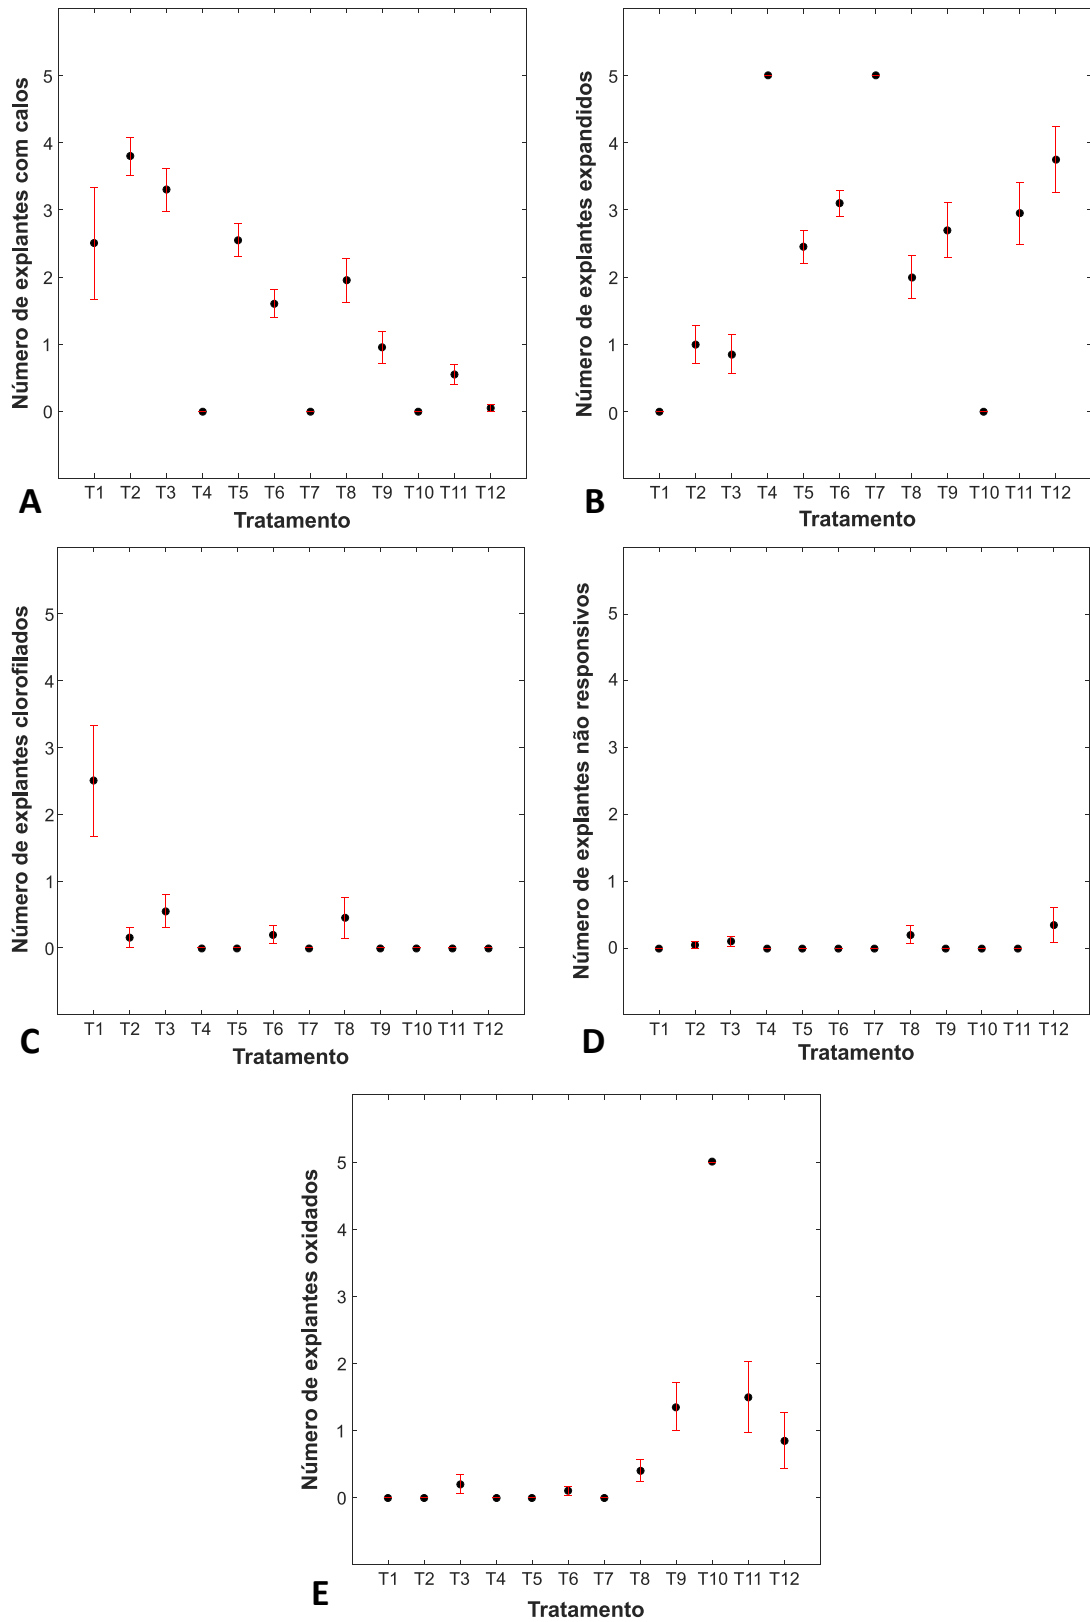 Número de explantes com calos
5
4
3
2
1
0
T1 T2 T3 T4 T5 T6 T7 T8 T9 T10 T11 T12
A
Tratamento
Número de explantes expandidos
5
4
3
2
1
0
T1 T2 T3 T4 T5 T6 T7 T8 T9 T10 T11 T12
B
Tratamento
Número de explantes clorofilados
5
4
3
2
1
0
T1 T2 T3 T4 T5 T6 T7 T8 T9 T10 T11 T12
C
Tratamento
Número de explantes não responsivos
5
4
3
2
1
0
T1 T2 T3 T4 T5 T6 T7 T8 T9 T10 T11 T12
D
Tratamento
Número de explantes oxidados
5
4
3
2
1
0
T1 T2 T3 T4 T5 T6 T7 T8 T9 T10 T11 T12
E
Tratamento